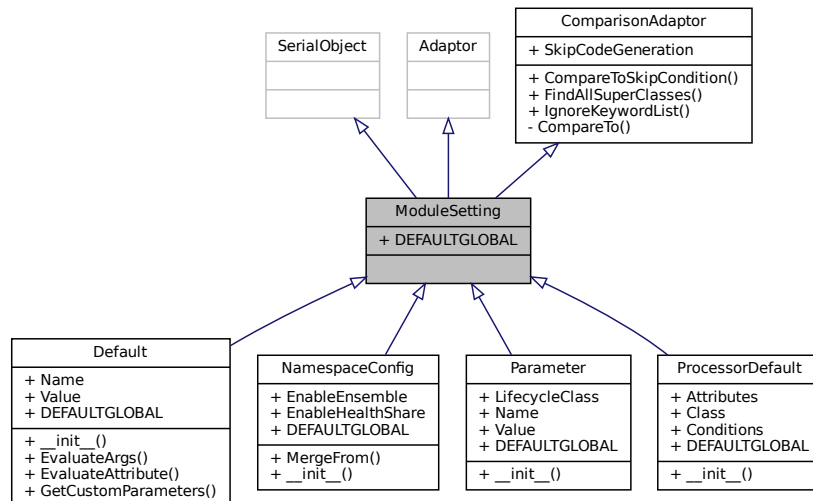 SerialObject
Adaptor
ComparisonAdaptor
+ SkipCodeGeneration
+ CompareToSkipCondition()
+ FindAllSuperClasses()
+ IgnoreKeywordList()
- CompareTo()
ModuleSetting
+ DEFAULTGLOBAL
Default
+ Name
+ Value
+ DEFAULTGLOBAL
+ __init__()
+ EvaluateArgs()
+ EvaluateAttribute()
+ GetCustomParameters()
NamespaceConfig
+ EnableEnsemble
+ EnableHealthShare
+ DEFAULTGLOBAL
+ MergeFrom()
+ __init__()
Parameter
+ LifecycleClass
+ Name
+ Value
+ DEFAULTGLOBAL
+ __init__()
ProcessorDefault
+ Attributes
+ Class
+ Conditions
+ DEFAULTGLOBAL
+ __init__()